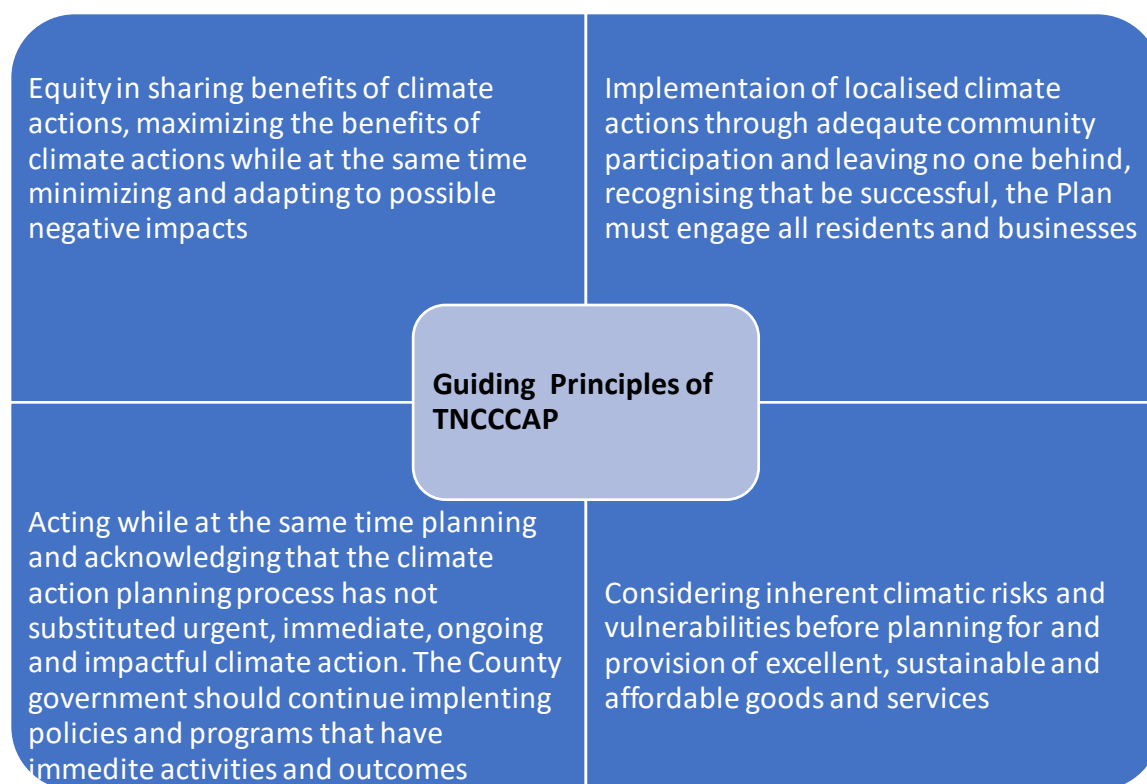 Equity in sharing benefits of climate
actions, maximizing the benefits of
climate actions while at the same time
minimizing and adapting to possible
negative impacts
Implementaion of localised climate
actions through adeqaute community
participation and leaving no one behind,
recognising that be successful, the Plan
must engage all residents and businesses
Guiding Principles of
TNCCCAP
Acting while at the same time planning
and acknowledging that the climate
action planning process has not
substituted urgent, immediate, ongoing
and impactful climate action. The County
government should continue implenting
policies and programs that have
immedite activities and outcomes
Considering inherent climatic risks and
vulnerabilities before planning for and
provision of excellent, sustainable and
affordable goods and services